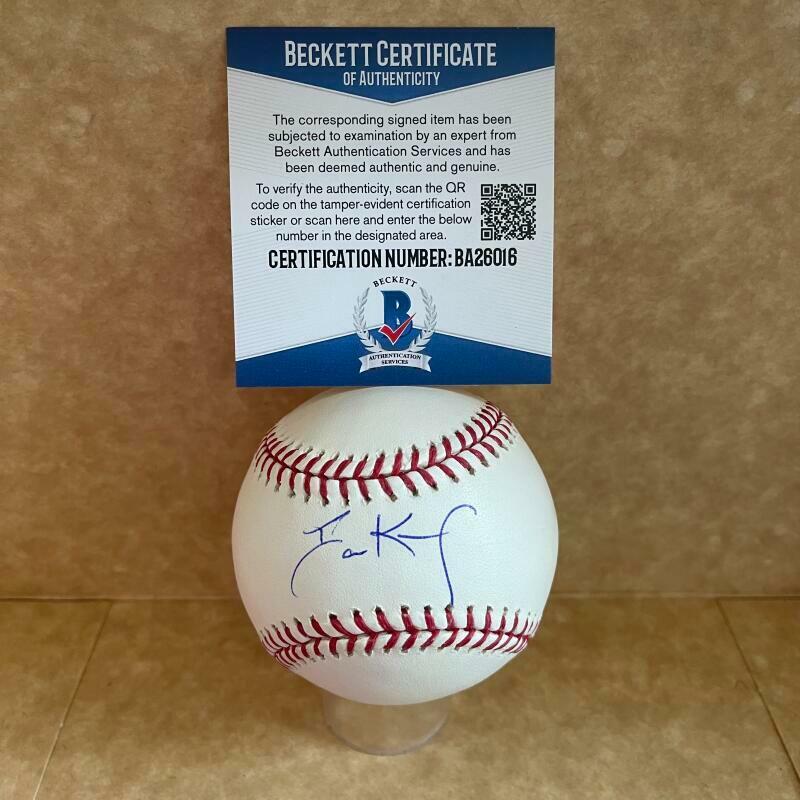 BECKETT CERTIFICATE
OF AUTHENTICITY
The corresponding signed item has been
subjected to examination by an expert from
Beckett Authentication Services and has
been deemed authentic and genuine.
To verify the authenticity, scan the QR
code on the tamper-evident certification
sticker or scan here and enter the below
number in the designated area.
CERTIFICATION NUMBER: BA26016
BECKETT
B
AUTHENTICATION
SERVICES